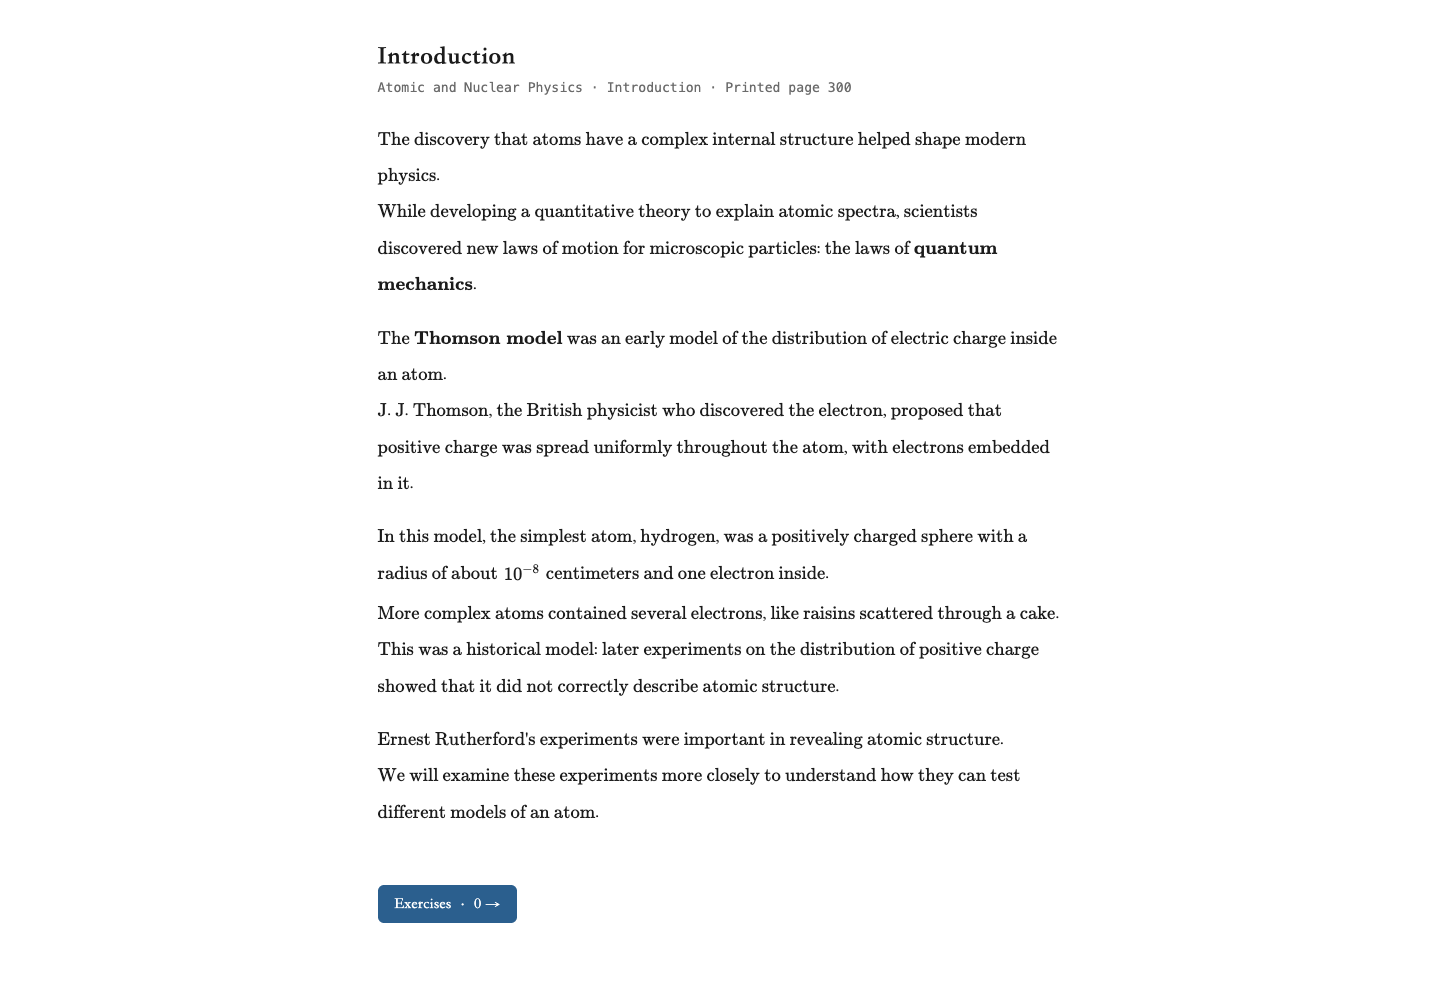 Introduction
Atomic and Nuclear Physics · Introduction · Printed page 300
The discovery that atoms have a complex internal structure helped shape modern
physics.
While developing a quantitative theory to explain atomic spectra, scientists
discovered new laws of motion for microscopic particles: the laws of quantum
mechanics.
The Thomson model was an early model of the distribution of electric charge inside
an atom.
J. J. Thomson, the British physicist who discovered the electron, proposed that
positive charge was spread uniformly throughout the atom, with electrons embedded
in it.
In this model, the simplest atom, hydrogen, was a positively charged sphere with a
radius of about 10⁻⁸ centimeters and one electron inside.
More complex atoms contained several electrons, like raisins scattered through a cake.
This was a historical model: later experiments on the distribution of positive charge
showed that it did not correctly describe atomic structure.
Ernest Rutherford's experiments were important in revealing atomic structure.
We will examine these experiments more closely to understand how they can test
different models of an atom.
Exercises · 0 →